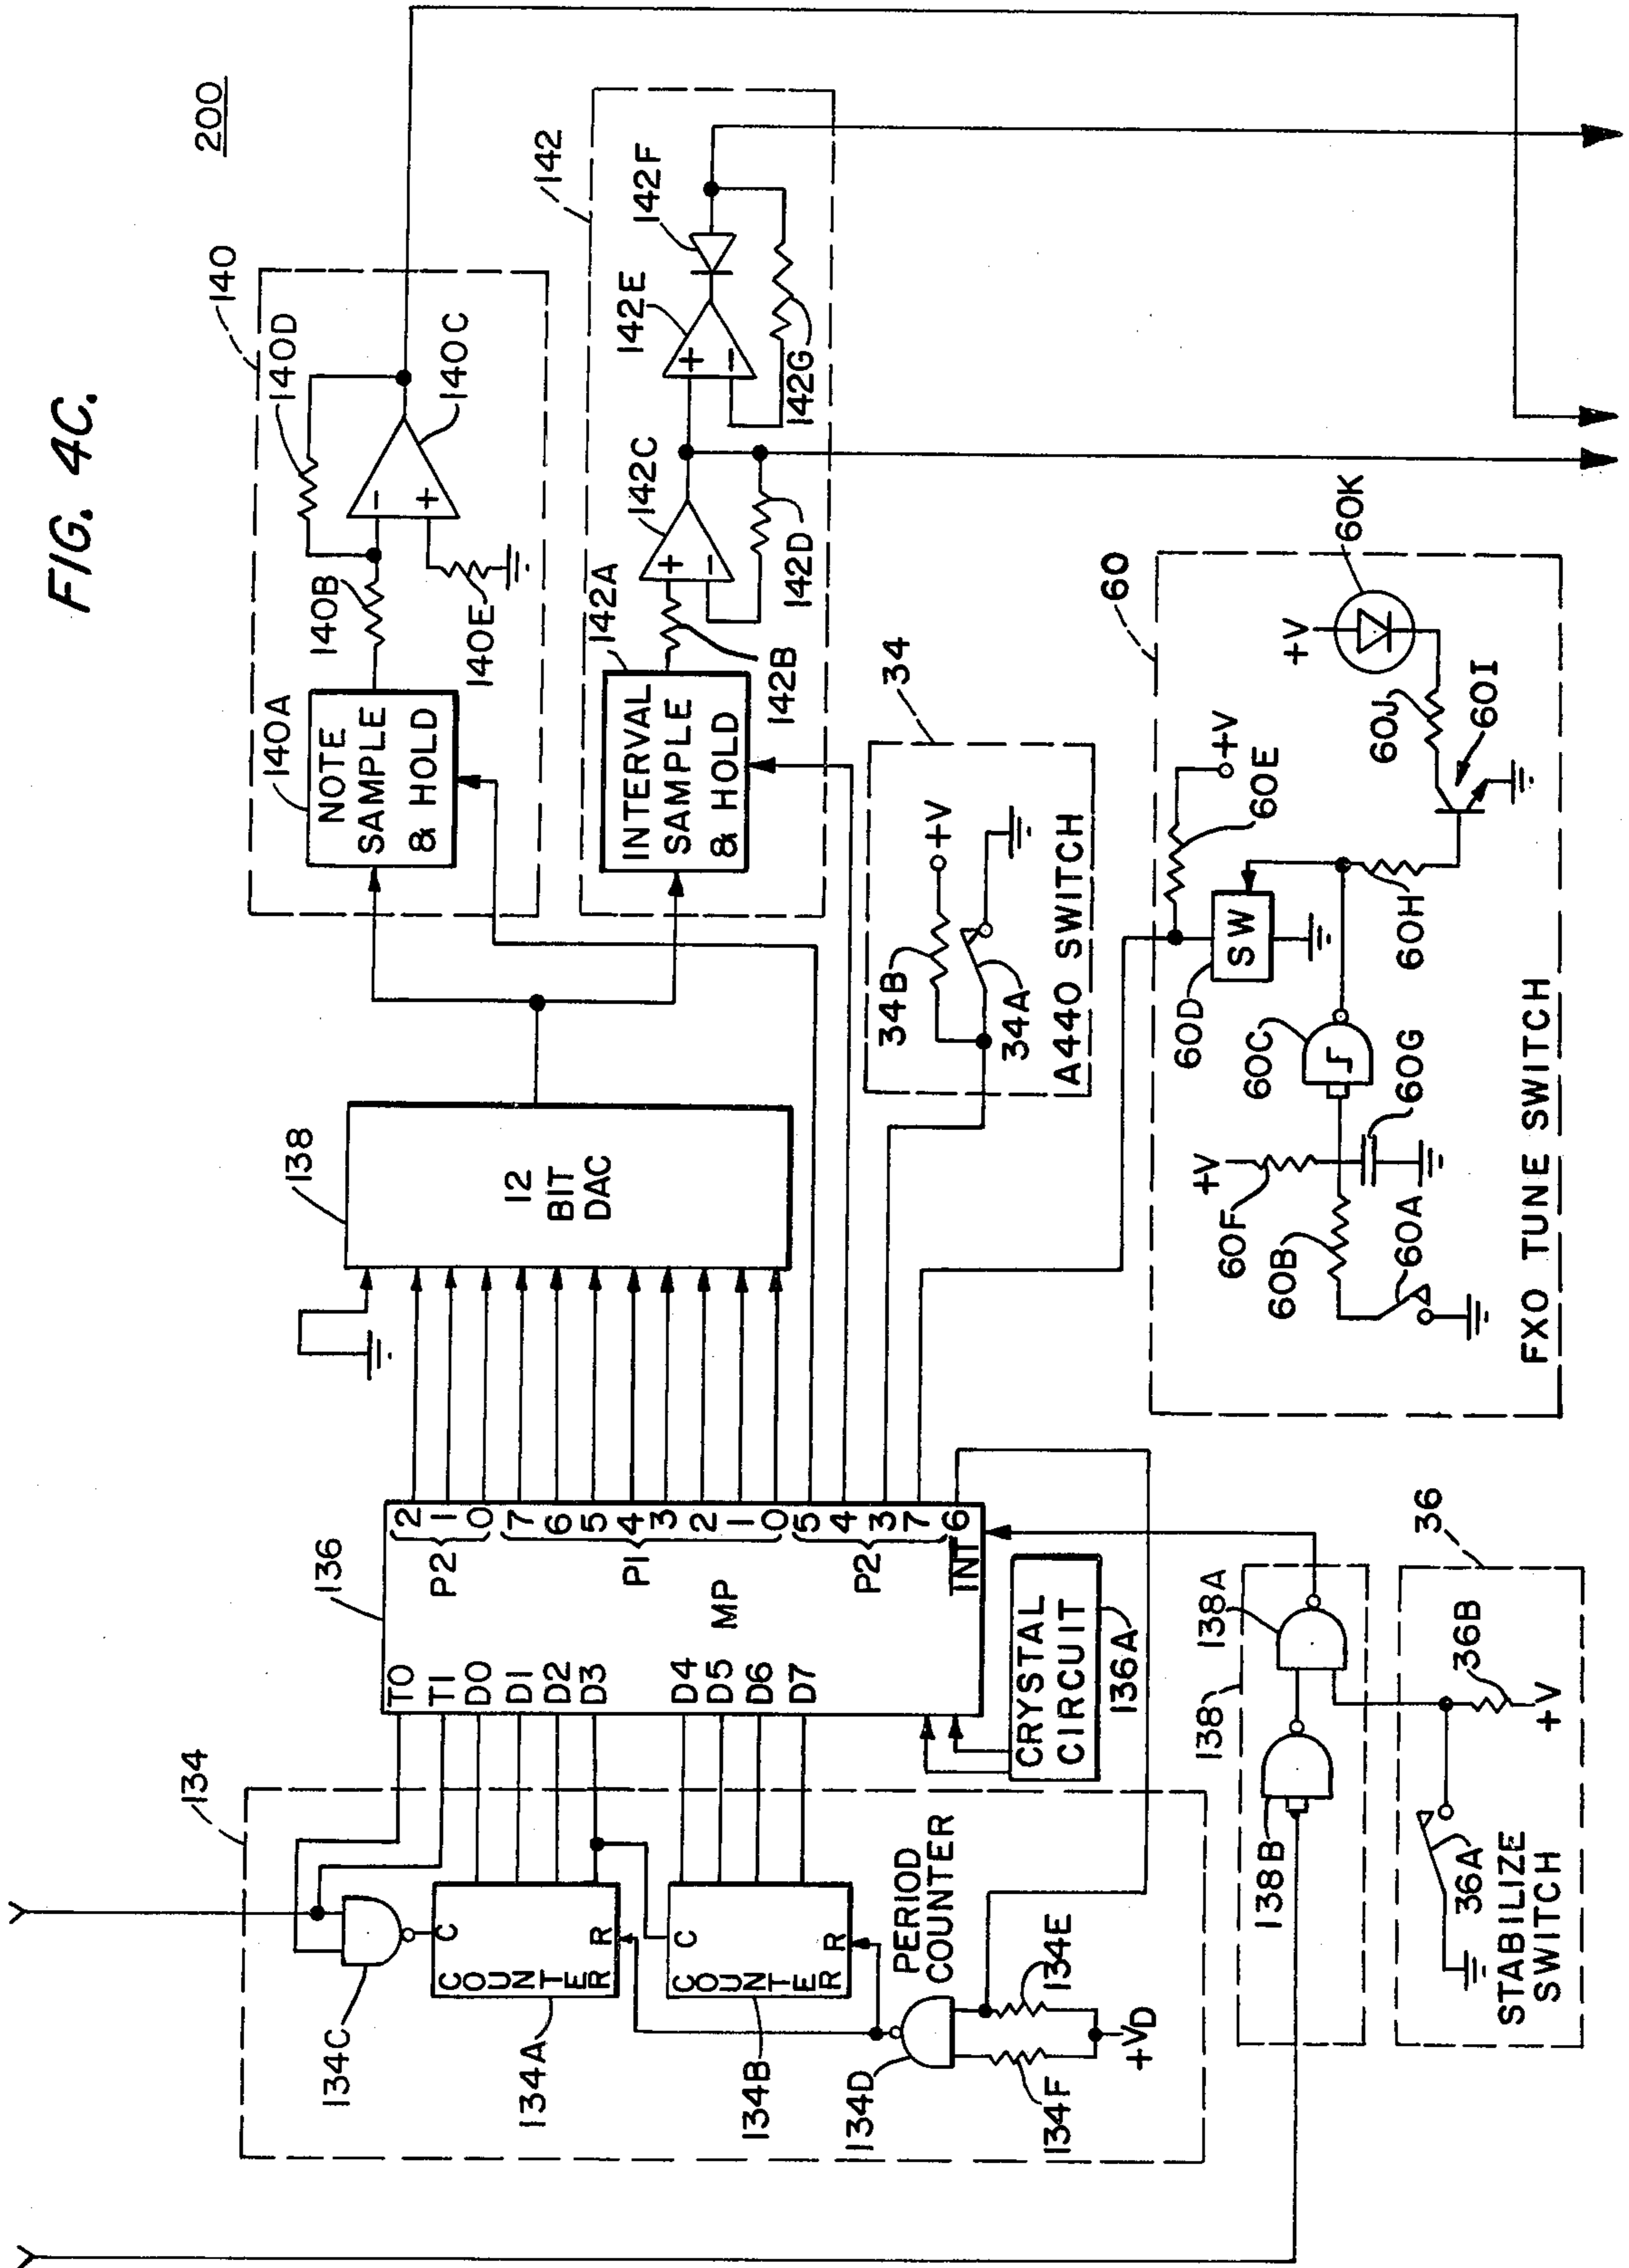 FIG. 4C.
200
134
134C
134A
134B
134D
134E
134F
COUNTER
C
R
COUNTER
C
R
PERIOD
COUNTER
+VD
136
T0
T1
D0
D1
D2
D3
D4
D5
D6
D7
MP
P2
2
1
0
P1
7
6
5
4
3
2
1
0
P2
5
4
3
7
6
INT
CRYSTAL
CIRCUIT
136A
138
12
BIT
DAC
140
140A
NOTE
SAMPLE
& HOLD
140B
140D
140C
140E
-
+
142
142A
INTERVAL
SAMPLE
& HOLD
142B
142C
142D
142E
142F
142G
+
-
+
-
34
34B
+V
34A
A440 SWITCH
60
60E
+V
60D
SW
60C
60G
60F
+V
60B
60A
60H
60I
60J
60K
+V
FXO TUNE SWITCH
138'
138A
138B
36
36A
36B
+V
STABILIZE
SWITCH